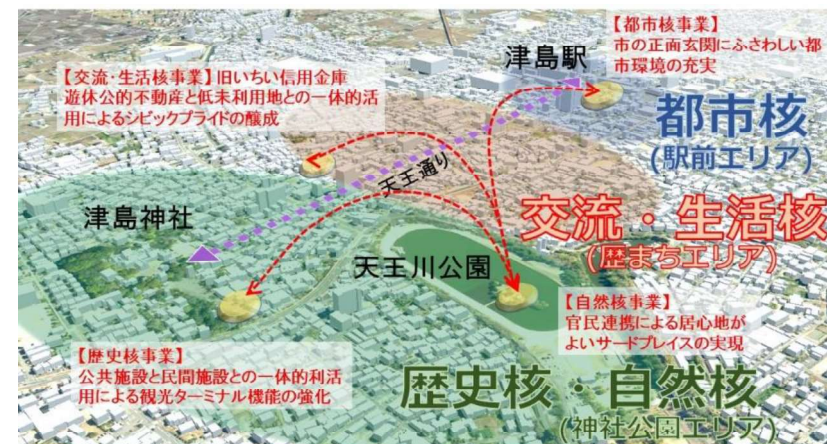 【都市核事業】
市の正面玄関にふさわしい都
市環境の充実
津島駅
【交流・生活核事業】旧いちい信用金庫
遊休公的不動産と低未利用地との一体的活
用によるシビックプライドの醸成
都市核
(駅前エリア)
天王通り
津島神社
交流・生活核
(歴まちエリア)
天王川公園
【自然核事業】
官民連携による居心地が
よいサードプレイスの実現
【歴史核事業】
公共施設と民間施設との一体的利活
用による観光ターミナル機能の強化
歴史核・自然核
(神社公園エリア)